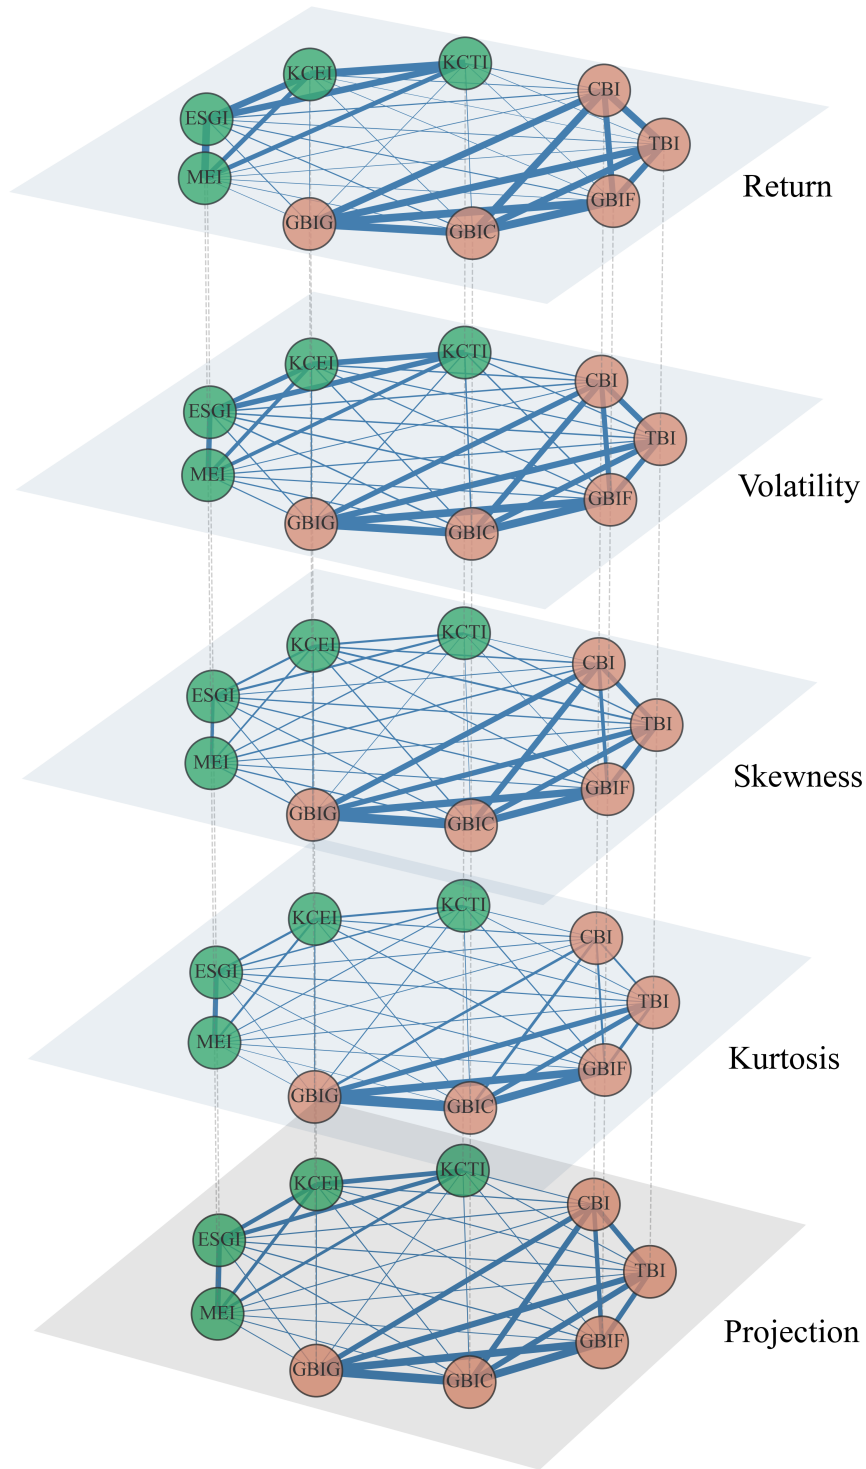 KCTI
KCEI
CBI
ESGI
TBI
MEI
Return
GBIF
GBIG
GBIC
KCTI
KCEI
CBI
ESGI
TBI
MEI
Volatility
GBIF
GBIG
GBIC
KCTI
KCEI
CBI
ESGI
TBI
MEI
Skewness
GBIF
GBIG
GBIC
KCTI
KCEI
CBI
ESGI
TBI
MEI
Kurtosis
GBIF
GBIG
GBIC
KCTI
KCEI
CBI
ESGI
TBI
MEI
Projection
GBIF
GBIG
GBIC